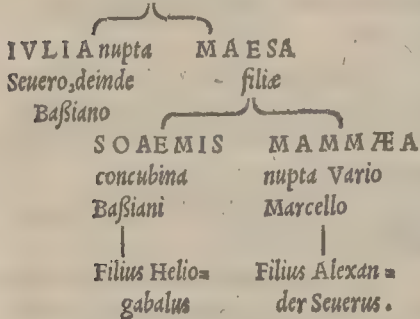 IVLIA nupta MAESA
Seuero, deinde filiæ
Baßiano
SOAEMIS MAMMÆA
concubina nupta Vario
Baßiani Marcello
Filius Helio= Filius Alexan=
gabalus der Seuerus.